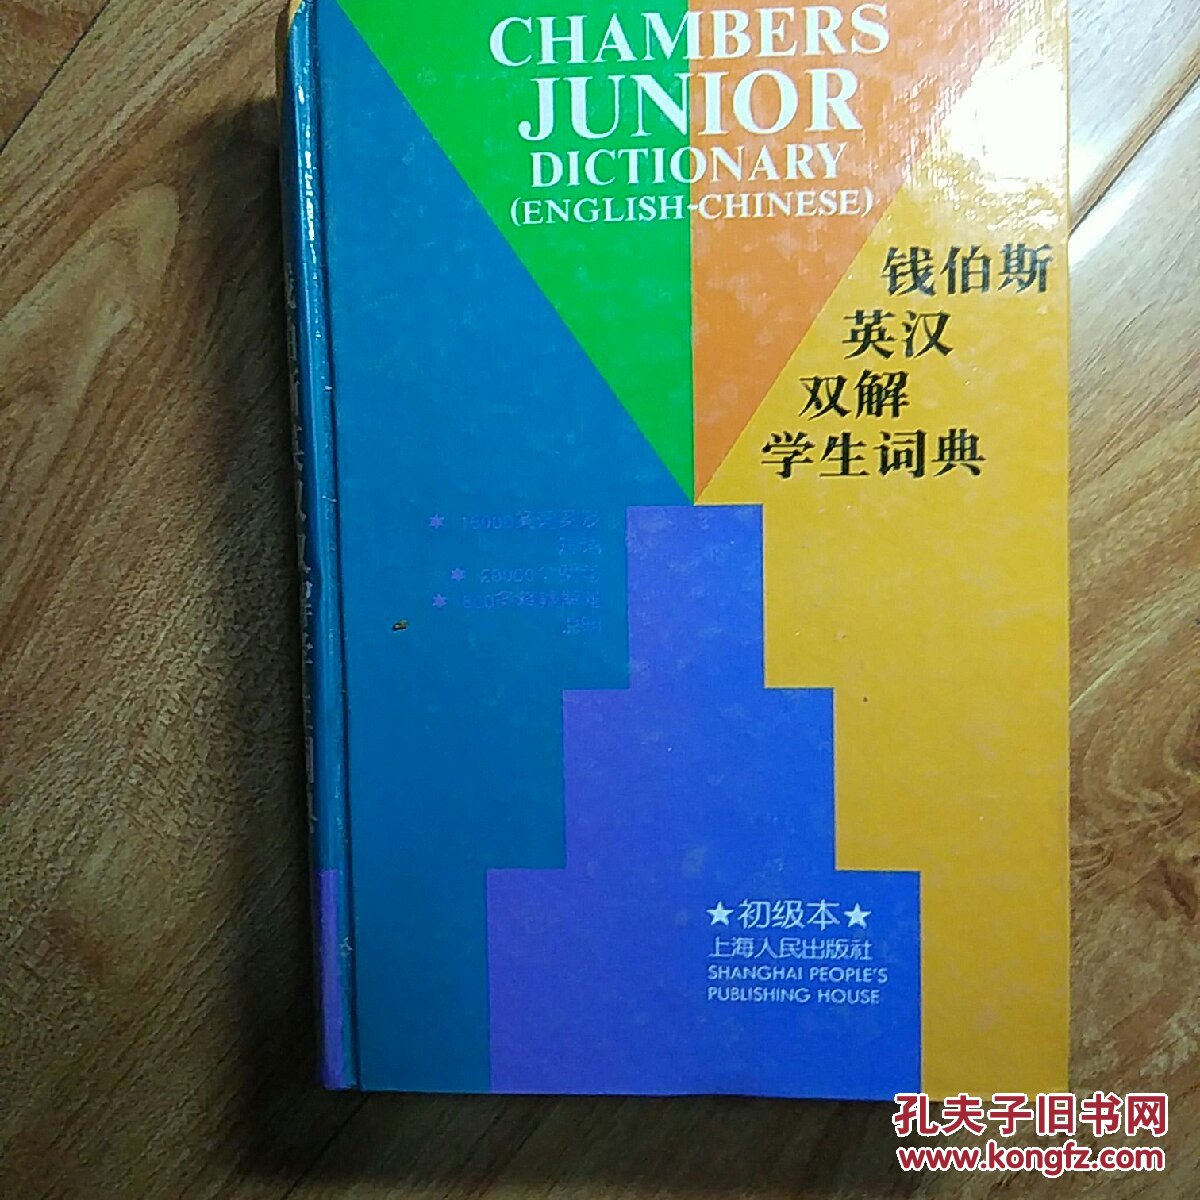 CHAMBERS
JUNIOR
DICTIONARY
(ENGLISH-CHINESE)
钱伯斯
英汉
双解
学生词典
★初级本★
上海人民出版社
SHANGHAI PEOPLE'S
PUBLISHING HOUSE
孔夫子旧书网
www.kongfz.com